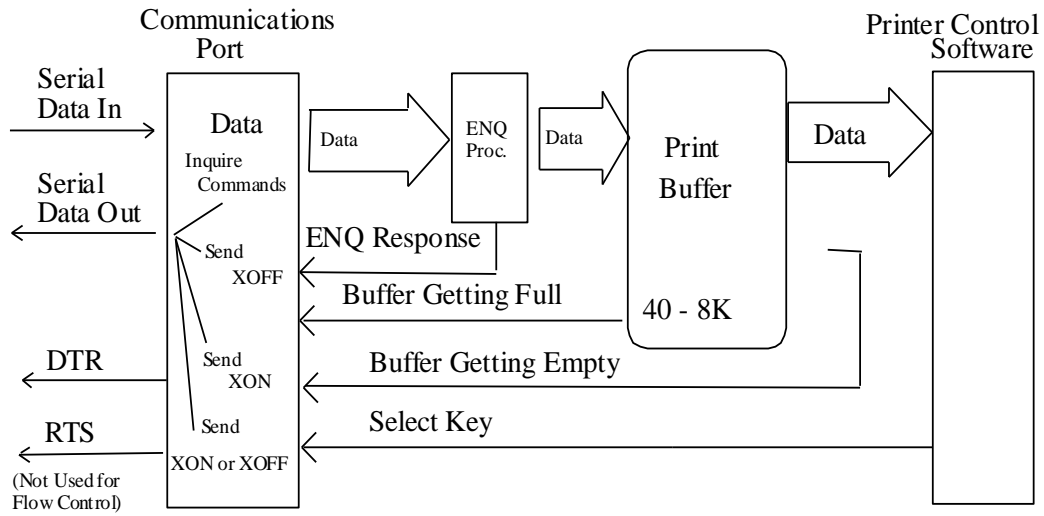 Communications
Port
Printer Control
Software
Serial
Data In
Data
Data
ENQ
Proc.
Data
Print
Buffer
Data
Inquire
Commands
Serial
Data Out
ENQ Response
Send
XOFF
Buffer Getting Full
40 - 8K
DTR
Send
XON
Buffer Getting Empty
RTS
Send
Select Key
XON or XOFF
(Not Used for
Flow Control)